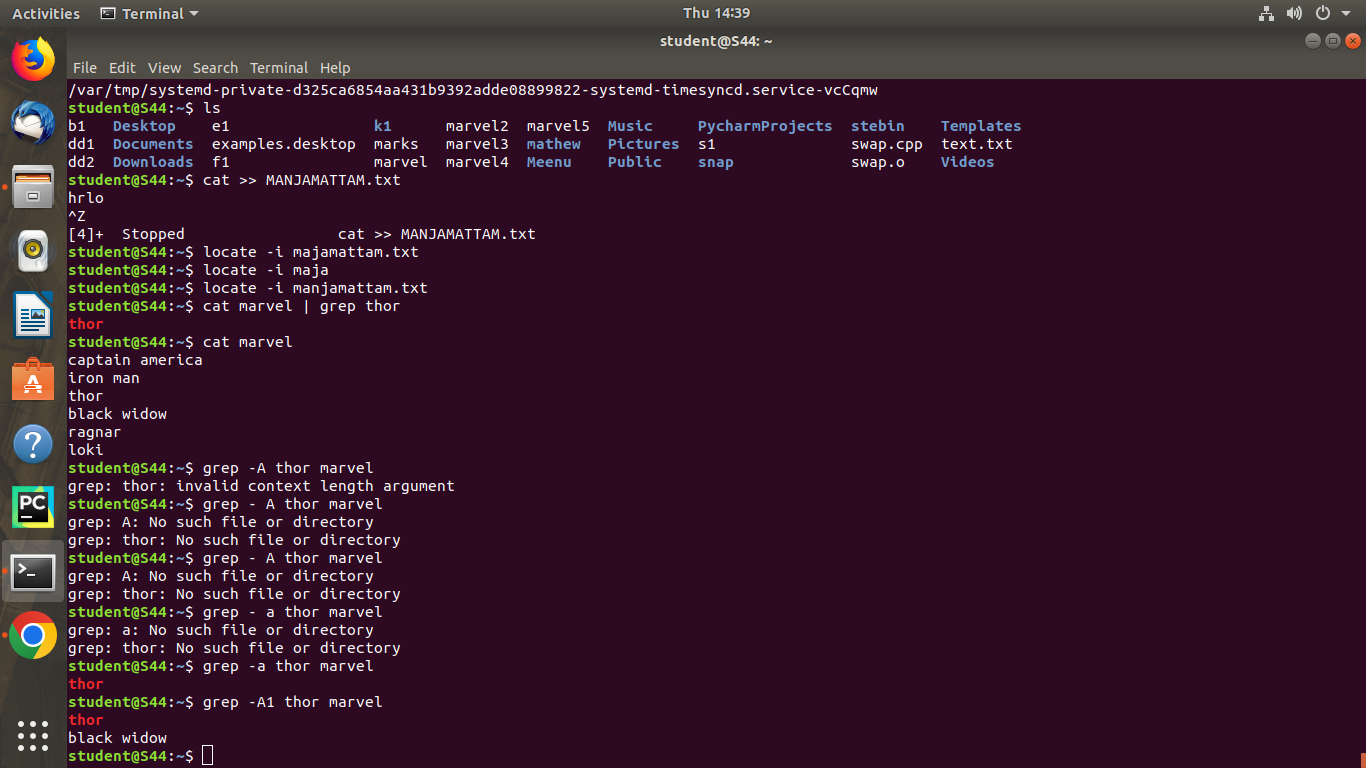 Activities Terminal Thu 14:39
student@S44: ~
File Edit View Search Terminal Help
/var/tmp/systemd-private-d325ca6854aa431b9392adde08899822-systemd-timesyncd.service-vcCqmw
student@S44:~$ ls
b1 Desktop e1 k1 marvel2 marvel5 Music PycharmProjects stebin Templates
dd1 Documents examples.desktop marks marvel3 mathew Pictures s1 swap.cpp text.txt
dd2 Downloads f1 marvel marvel4 Meenu Public snap swap.o Videos
student@S44:~$ cat >> MANJAMATTAM.txt
hrlo
^Z
[4]+  Stopped                 cat >> MANJAMATTAM.txt
student@S44:~$ locate -i majamattam.txt
student@S44:~$ locate -i maja
student@S44:~$ locate -i manjamattam.txt
student@S44:~$ cat marvel | grep thor
thor
student@S44:~$ cat marvel
captain america
iron man
thor
black widow
ragnar
loki
student@S44:~$ grep -A thor marvel
grep: thor: invalid context length argument
student@S44:~$ grep - A thor marvel
grep: A: No such file or directory
grep: thor: No such file or directory
student@S44:~$ grep - A thor marvel
grep: A: No such file or directory
grep: thor: No such file or directory
student@S44:~$ grep - a thor marvel
grep: a: No such file or directory
grep: thor: No such file or directory
student@S44:~$ grep -a thor marvel
thor
student@S44:~$ grep -A1 thor marvel
thor
black widow
student@S44:~$
PC